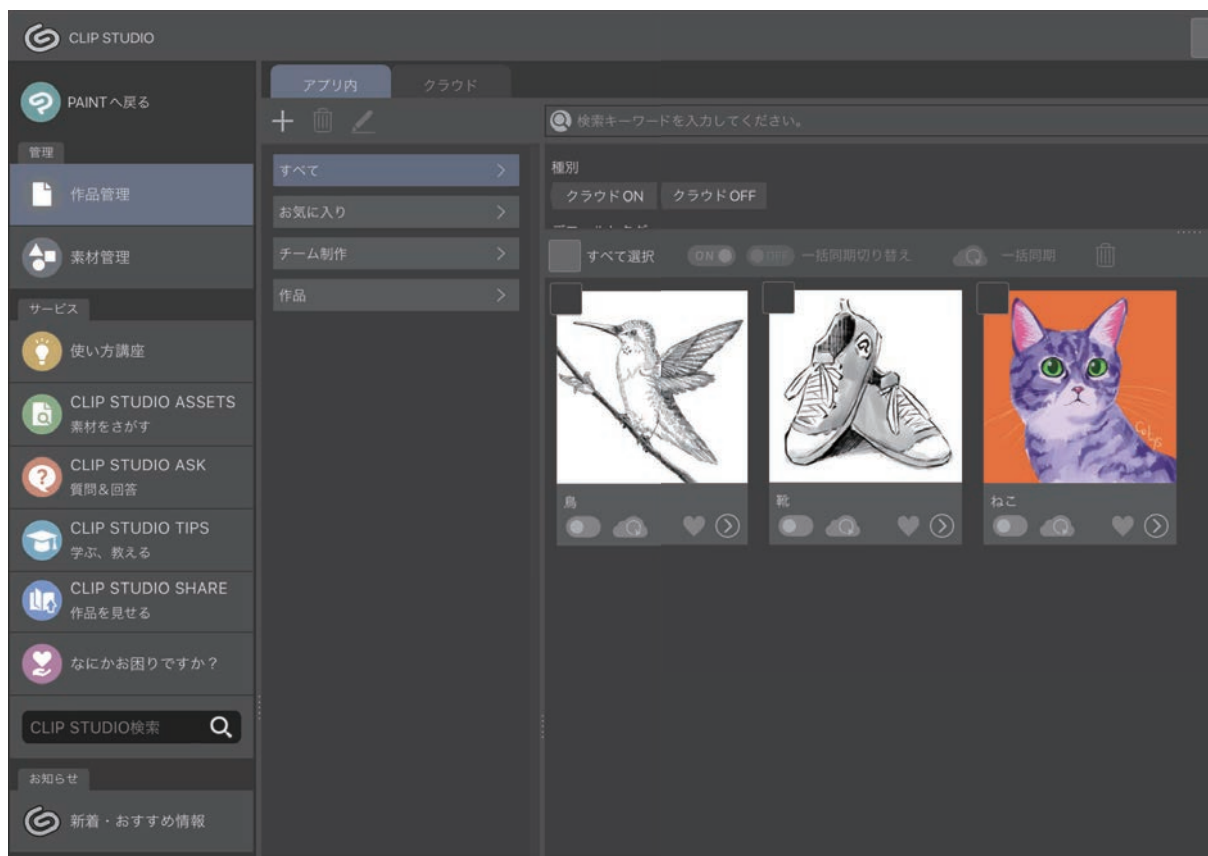 CLIP STUDIO
PAINTへ戻る
管理
作品管理
素材管理
サービス
使い方講座
CLIP STUDIO ASSETS
素材をさがす
CLIP STUDIO ASK
質問&回答
CLIP STUDIO TIPS
学ぶ、教える
CLIP STUDIO SHARE
作品を見せる
なにかお困りですか?
CLIP STUDIO検索
お知らせ
新着・おすすめ情報
アプリ内
クラウド
すべて
お気に入り
チーム制作
作品
検索キーワードを入力してください。
種別
クラウドON クラウドOFF
すべて選択 ON OFF 一括同期切り替え 一括同期
鳥
靴
ねこ